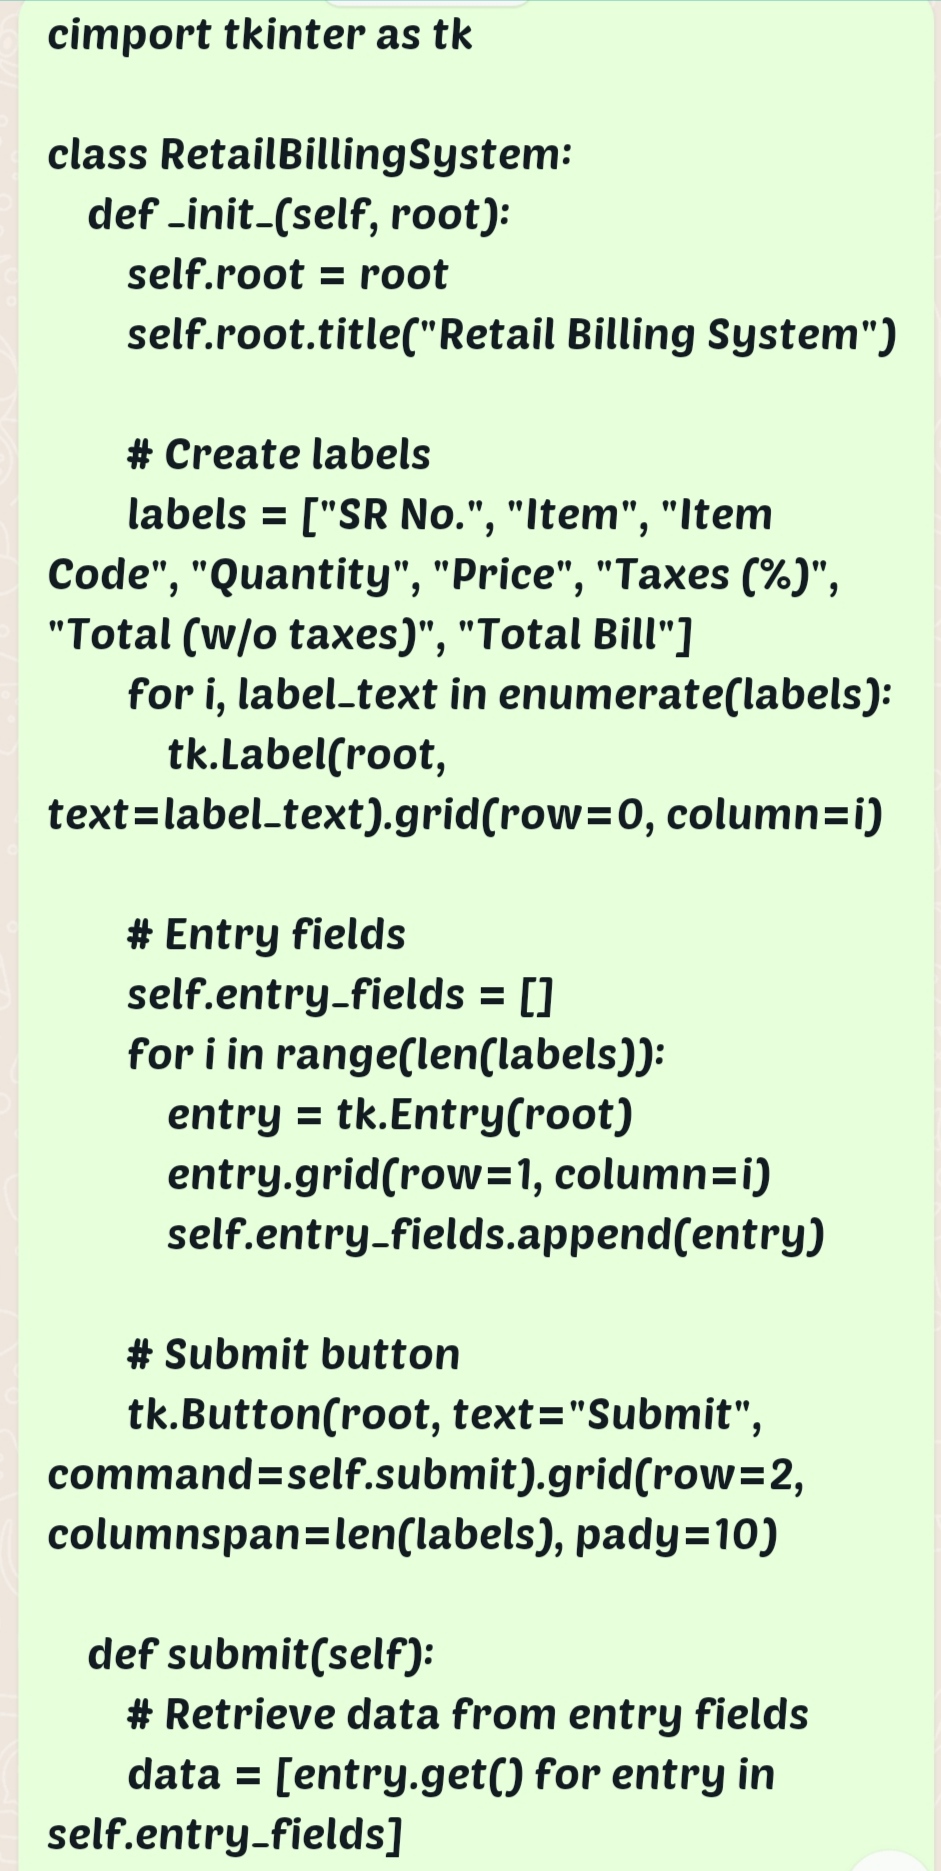 cimport tkinter as tk

class RetailBillingSystem:
    def _init_(self, root):
        self.root = root
        self.root.title("Retail Billing System")

        # Create labels
        labels = ["SR No.", "Item", "Item
Code", "Quantity", "Price", "Taxes (%)",
"Total (w/o taxes)", "Total Bill"]
        for i, label_text in enumerate(labels):
            tk.Label(root,
text=label_text).grid(row=0, column=i)

        # Entry fields
        self.entry_fields = []
        for i in range(len(labels)):
            entry = tk.Entry(root)
            entry.grid(row=1, column=i)
            self.entry_fields.append(entry)

        # Submit button
        tk.Button(root, text="Submit",
command=self.submit).grid(row=2,
columnspan=len(labels), pady=10)

    def submit(self):
        # Retrieve data from entry fields
        data = [entry.get() for entry in
self.entry_fields]